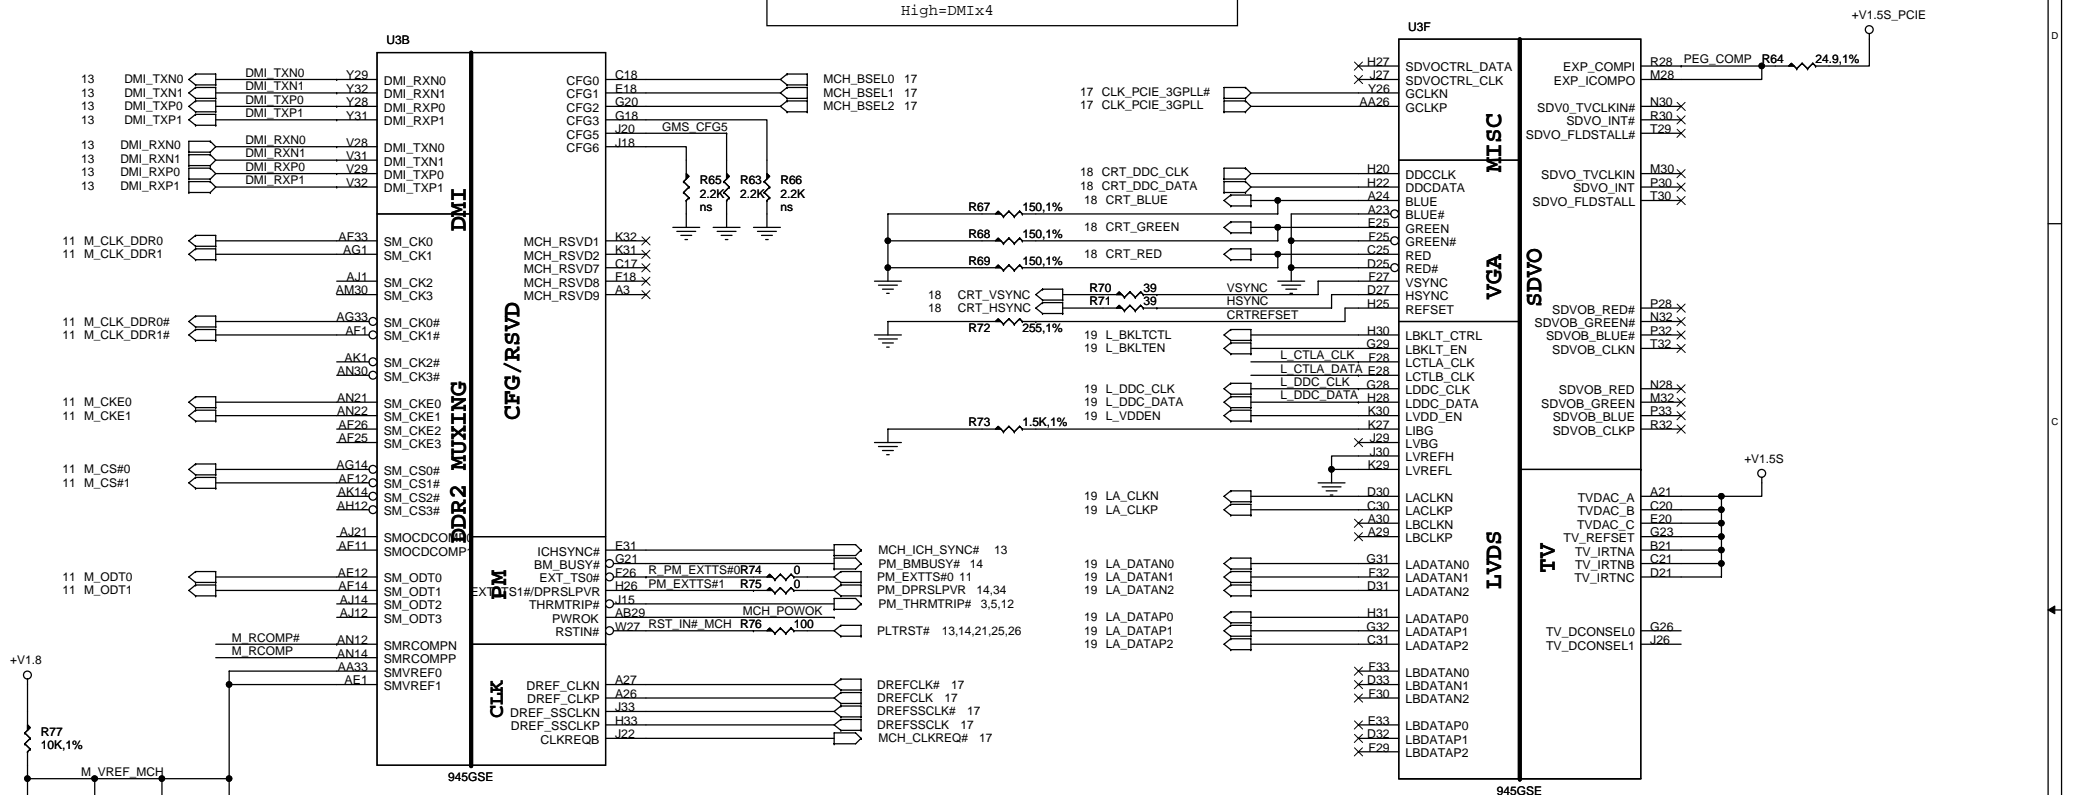 High=DMIx4
+V1.5S_PCIE
D
U3B
U3F
13 DMI_TXN0 DMI_TXN0 Y29 DMI_RXN0
13 DMI_TXN1 DMI_TXN1 Y32 DMI_RXN1
13 DMI_TXP0 DMI_TXP0 Y28 DMI_RXP0
13 DMI_TXP1 DMI_TXP1 Y31 DMI_RXP1
13 DMI_RXN0 DMI_RXN0 V28 DMI_TXN0
13 DMI_RXN1 DMI_RXN1 V31 DMI_TXN1
13 DMI_RXP0 DMI_RXP0 V29 DMI_TXP0
13 DMI_RXP1 DMI_RXP1 V32 DMI_TXP1
DMI
11 M_CLK_DDR0 AF33 SM_CK0
11 M_CLK_DDR1 AG1 SM_CK1
AJ1 SM_CK2
AM30 SM_CK3
11 M_CLK_DDR0# AG33 SM_CK0#
11 M_CLK_DDR1# AF1 SM_CK1#
AK1 SM_CK2#
AN30 SM_CK3#
11 M_CKE0 AN21 SM_CKE0
11 M_CKE1 AN22 SM_CKE1
AF26 SM_CKE2
AF25 SM_CKE3
11 M_CS#0 AG14 SM_CS0#
11 M_CS#1 AF12 SM_CS1#
AK14 SM_CS2#
AH12 SM_CS3#
DDR2 MUXING
AJ21
AF11 SMOCDCOMP
11 M_ODT0 AE12 SM_ODT0
11 M_ODT1 AF14 SM_ODT1
AJ14 SM_ODT2
AJ12 SM_ODT3
M_RCOMP# AN12 SMRCOMPN
M_RCOMP AN14 SMRCOMPP
AA33 SMVREF0
AE1 SMVREF1
+V1.8
R77
10K,1%
M_VREF_MCH
CFG0 C18 MCH_BSEL0 17
CFG1 E18 MCH_BSEL1 17
CFG2 G20 MCH_BSEL2 17
CFG3 G18
CFG5 J20 GMS_CFG5
CFG6 J18
R65 R63 R66
2.2K 2.2K 2.2K
ns ns
MCH_RSVD1 K32
MCH_RSVD2 K31
MCH_RSVD7 C17
MCH_RSVD8 F18
MCH_RSVD9 A3
CFG/RSVD
ICHSYNC# E31 MCH_ICH_SYNC# 13
BM_BUSY# G21 PM_BMBUSY# 14
EXT_TS0# F26 R_PM_EXTTS#0 R74 0 PM_EXTTS#0 11
EXT_TS1#/DPRSLPVR H26 PM_EXTTS#1 R75 0 PM_DPRSLPVR 14,34
THRMTRIP# J15 PM_THRMTRIP# 3,5,12
PWROK AB29 MCH_POWOK
RSTIN# W27 RST_IN#_MCH R76 100 PLTRST# 13,14,21,25,26
PM
DREF_CLKN A27 DREFCLK# 17
DREF_CLKP A26 DREFCLK 17
DREF_SSCLKN J33 DREFSSCLK# 17
DREF_SSCLKP H33 DREFSSCLK 17
CLKREQB J22 MCH_CLKREQ# 17
CLK
945GSE
H27 SDVOCTRL_DATA
J27 SDVOCTRL_CLK
17 CLK_PCIE_3GPLL# Y26 GCLKN
17 CLK_PCIE_3GPLL AA26 GCLKP
MISC
18 CRT_DDC_CLK H20 DDCCLK
18 CRT_DDC_DATA H22 DDCDATA
18 CRT_BLUE A24 BLUE
R67 150,1% A23 BLUE#
18 CRT_GREEN E25 GREEN
R68 150,1% F25 GREEN#
18 CRT_RED C25 RED
R69 150,1% D25 RED#
18 CRT_VSYNC R70 39 VSYNC F27 VSYNC
18 CRT_HSYNC R71 39 HSYNC D27 HSYNC
R72 255,1% CRTREFSET H25 REFSET
VGA
19 L_BKLTCTL H30 LBKLT_CTRL
19 L_BKLTEN G29 LBKLT_EN
L_CTLA_CLK F28 LCTLA_CLK
L_CTLA_DATA E28 LCTLB_CLK
19 L_DDC_CLK L_DDC_CLK G28 LDDC_CLK
19 L_DDC_DATA L_DDC_DATA H28 LDDC_DATA
19 L_VDDEN K30 LVDD_EN
R73 1.5K,1% K27 LIBG
J29 LVBG
J30 LVREFH
K29 LVREFL
19 LA_CLKN D30 LACLKN
19 LA_CLKP C30 LACLKP
A30 LBCLKN
A29 LBCLKP
LVDS
19 LA_DATAN0 G31 LADATAN0
19 LA_DATAN1 F32 LADATAN1
19 LA_DATAN2 D31 LADATAN2
19 LA_DATAP0 H31 LADATAP0
19 LA_DATAP1 G32 LADATAP1
19 LA_DATAP2 C31 LADATAP2
F33 LBDATAN0
D33 LBDATAN1
F30 LBDATAN2
E33 LBDATAP0
D32 LBDATAP1
F29 LBDATAP2
EXP_COMPI R28 PEG_COMP R64 24.9,1%
EXP_ICOMPO M28
SDV0_TVCLKIN# N30
SDVO_INT# R30
SDVO_FLDSTALL# T29
SDVO_TVCLKIN M30
SDVO_INT P30
SDVO_FLDSTALL T30
SDVO
SDVOB_RED# P28
SDVOB_GREEN# N32
SDVOB_BLUE# P32
SDVOB_CLKN T32
SDVOB_RED N28
SDVOB_GREEN M32
SDVOB_BLUE P33
SDVOB_CLKP R32
C
+V1.5S
TVDAC_A A21
TVDAC_B C20
TVDAC_C E20
TV_REFSET G23
TV_IRTNA B21
TV_IRTNB C21
TV_IRTNC D21
TV
TV_DCONSEL0 G26
TV_DCONSEL1 J26
945GSE